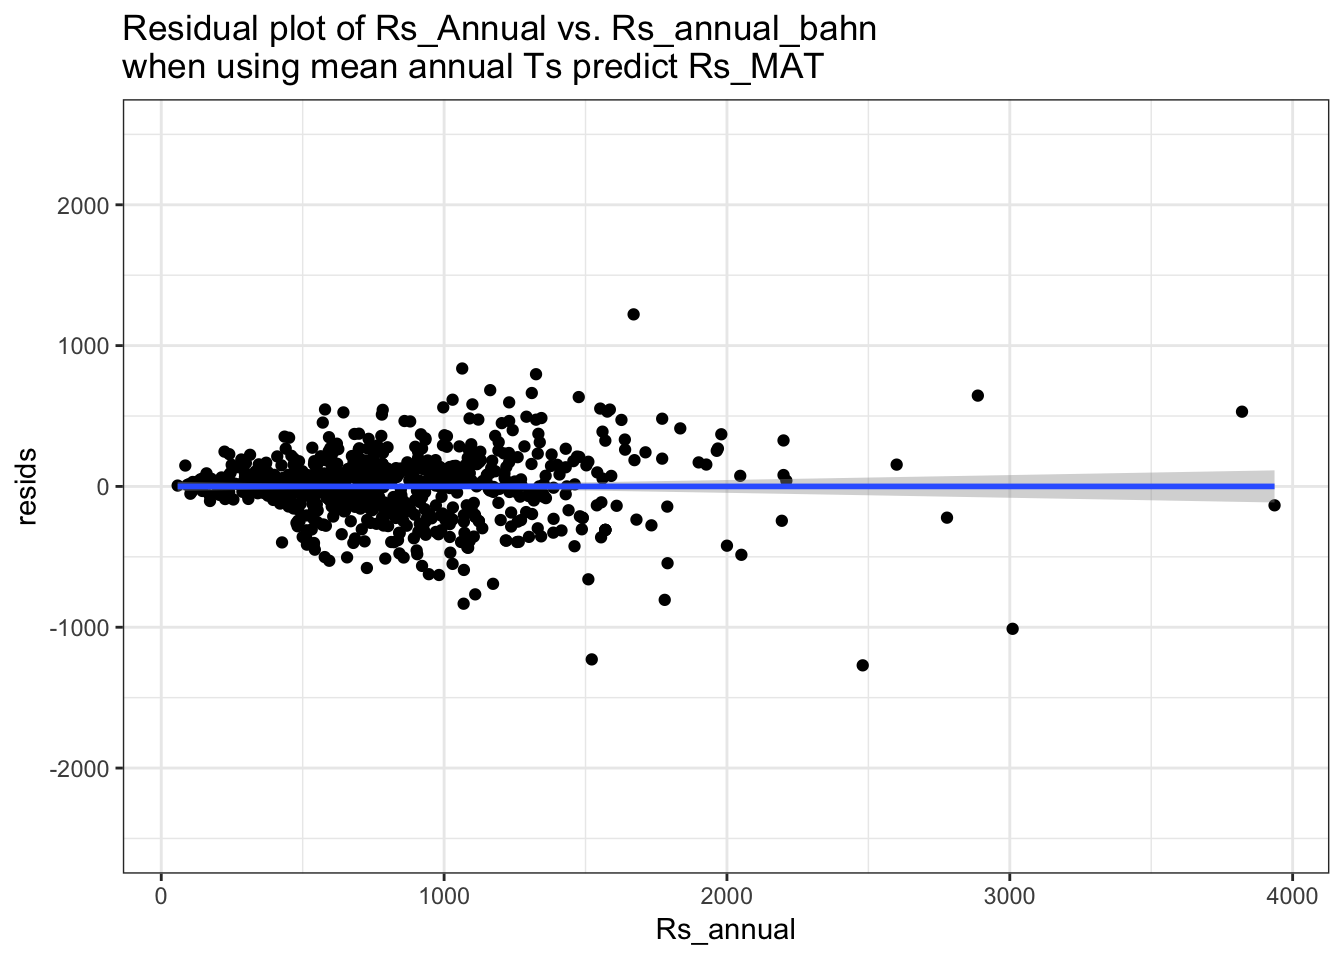 Residual plot of Rs_Annual vs. Rs_annual_bahn
when using mean annual Ts predict Rs_MAT
2000
1000
0
-1000
-2000
resids
0 1000 2000 3000 4000
Rs_annual